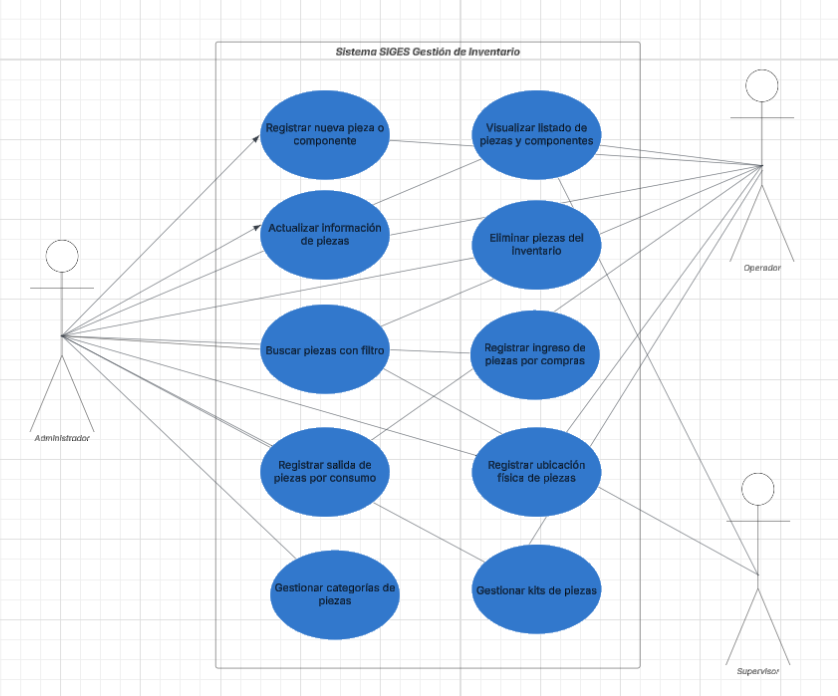 Sistema SIGES Gestión de Inventario
Registrar nueva pieza o
componente
Visualizar listado de
piezas y componentes
Actualizar información
de piezas
Eliminar piezas del
inventario
Operador
Buscar piezas con filtro
Registrar ingreso de
piezas por compras
Administrador
Registrar salida de
piezas por consumo
Registrar ubicación
física de piezas
Gestionar categorías de
piezas
Gestionar kits de piezas
Supervisor